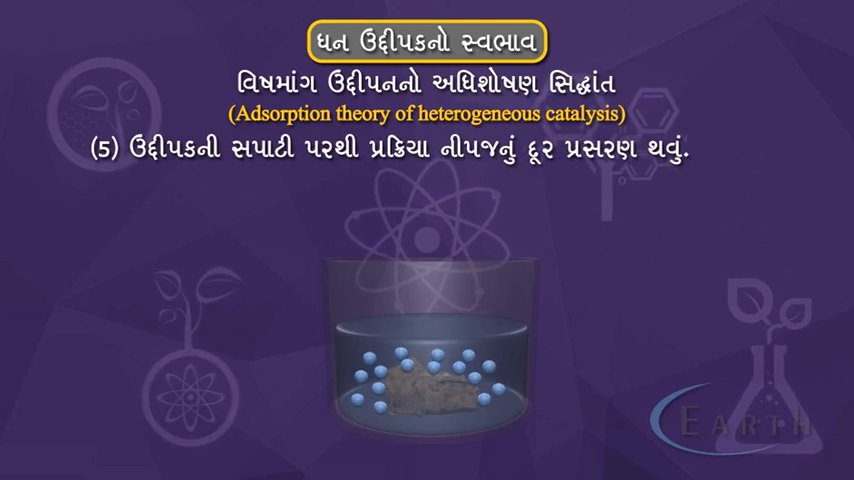 ધન ઉદ્દીપકનો સ્વભાવ
વિષમાંગ ઉદ્દીપનનો અધિશોષણ સિદ્ધાંત
(Adsorption theory of heterogeneous catalysis)
(5) ઉદ્દીપકની સપાટી પરથી પ્રક્રિયા નીપજનું દૂર પ્રસરણ થવું.
EARTH